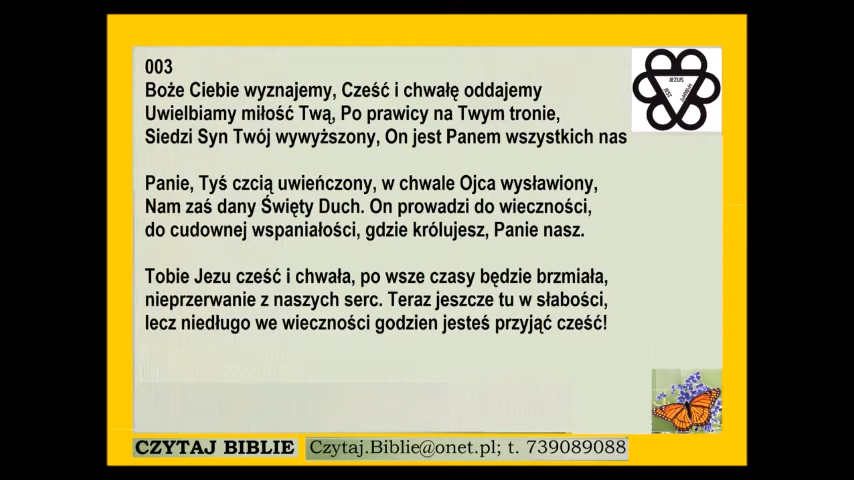 003
Boże Ciebie wyznajemy, Cześć i chwałę oddajemy
Uwielbiamy miłość Twą, Po prawicy na Twym tronie,
Siedzi Syn Twój wywyższony, On jest Panem wszystkich nas
Panie, Tyś czcią uwieńczony, w chwale Ojca wysławiony,
Nam zaś dany Święty Duch. On prowadzi do wieczności,
do cudownej wspaniałości, gdzie królujesz, Panie nasz.
Tobie Jezu cześć i chwała, po wsze czasy będzie brzmiała,
nieprzerwanie z naszych serc. Teraz jeszcze tu w słabości,
lecz niedługo we wieczności godzien jesteś przyjąć cześć!
JEZUS
JEST
PANEM
CZYTAJ BIBLIE
Czytaj.Biblie@onet.pl; t. 739089088